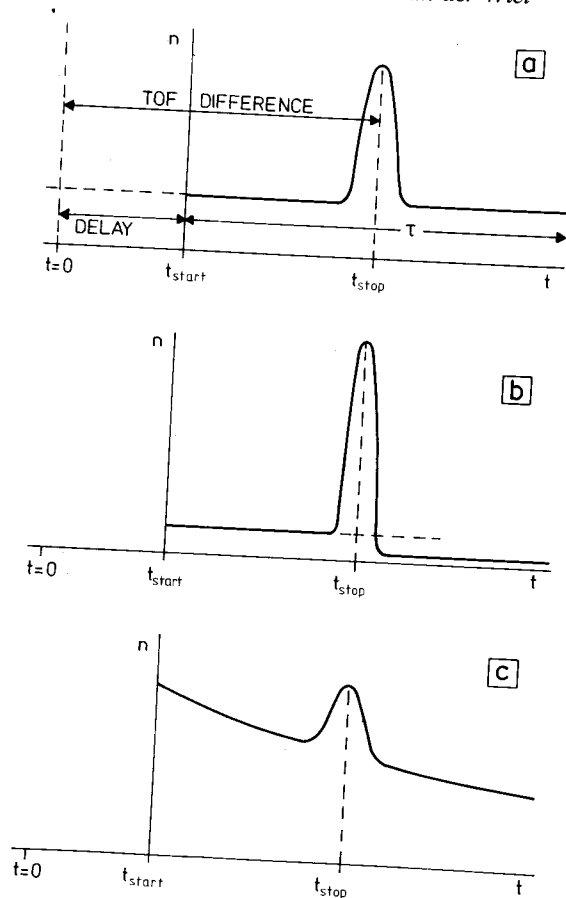 n
a
TOF DIFFERENCE
DELAY
τ
t=0
t_start
t_stop
t
n
b
t=0
t_start
t_stop
t
n
c
t=0
t_start
t_stop
t